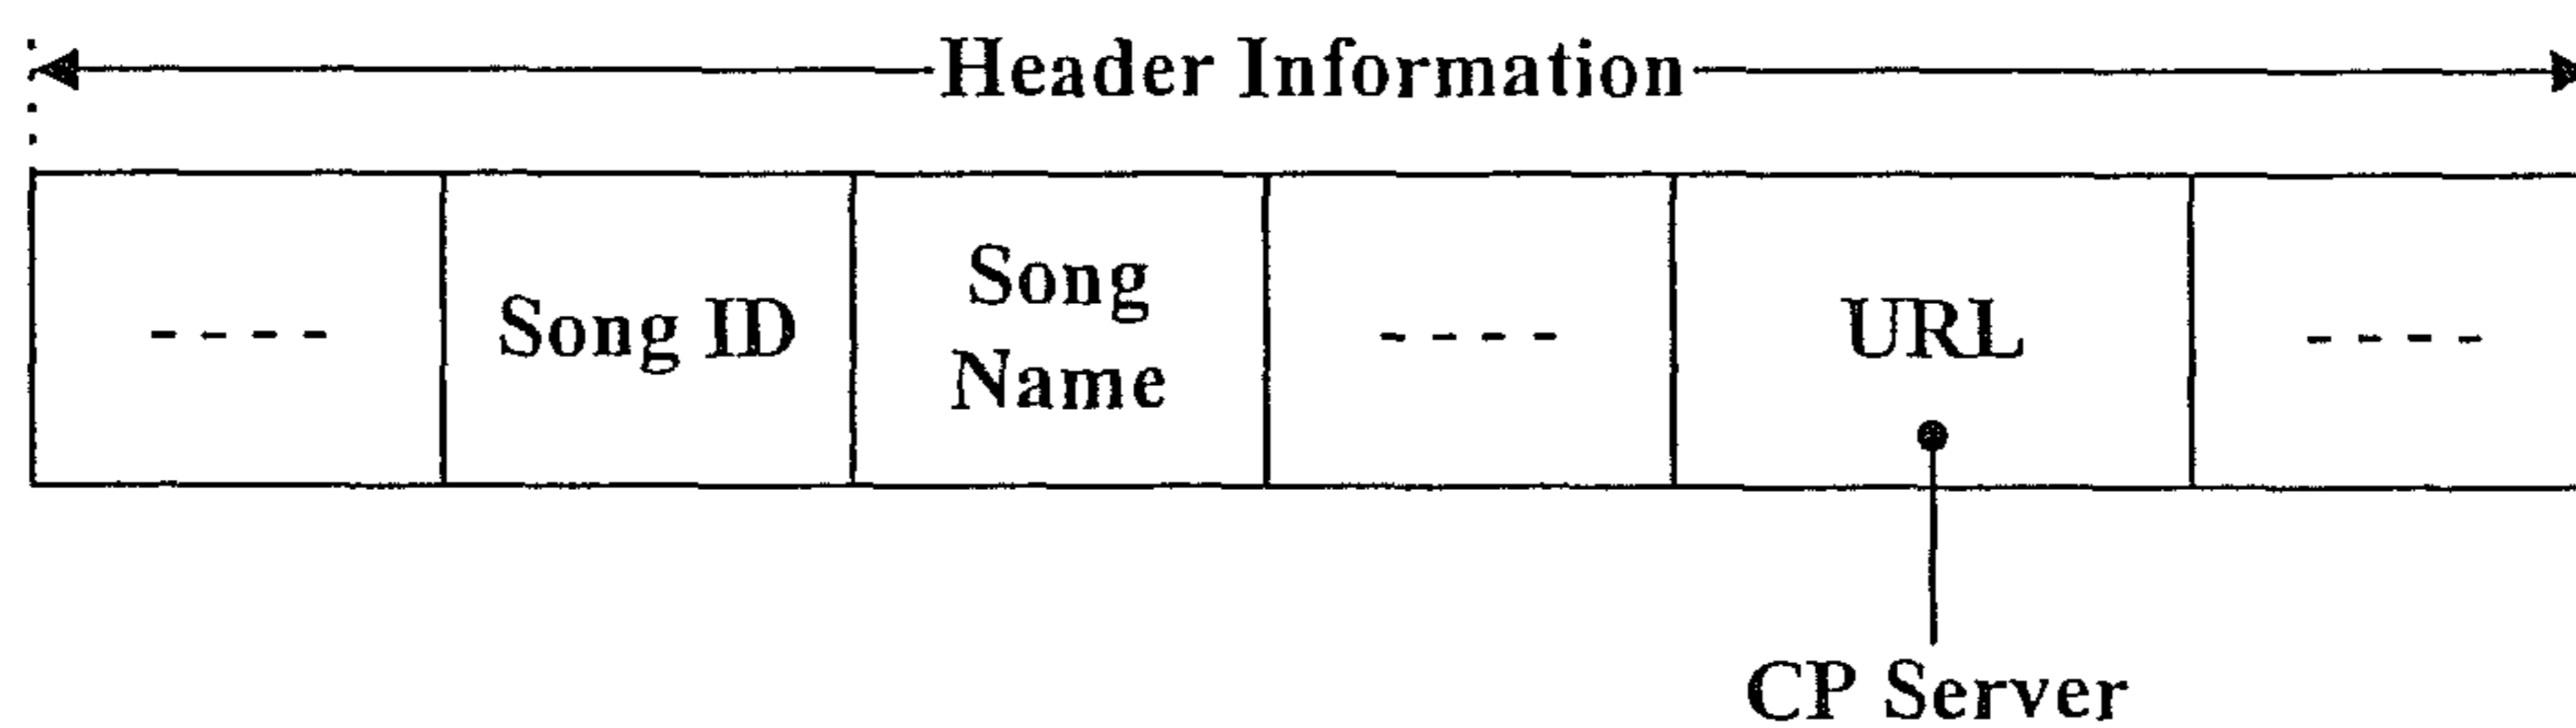 Header Information
---- Song ID Song Name ---- URL ----
CP Server